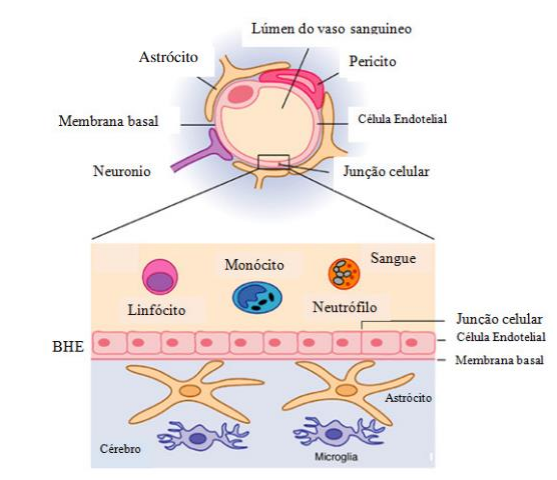 Lúmen do vaso sanguineo
Astrócito
Pericito
Membrana basal
Célula Endotelial
Neuronio
Junção celular
Monócito
Sangue
Linfócito
Neutrófilo
Junção celular
BHE
Célula Endotelial
Membrana basal
Astrócito
Cérebro
Microglia